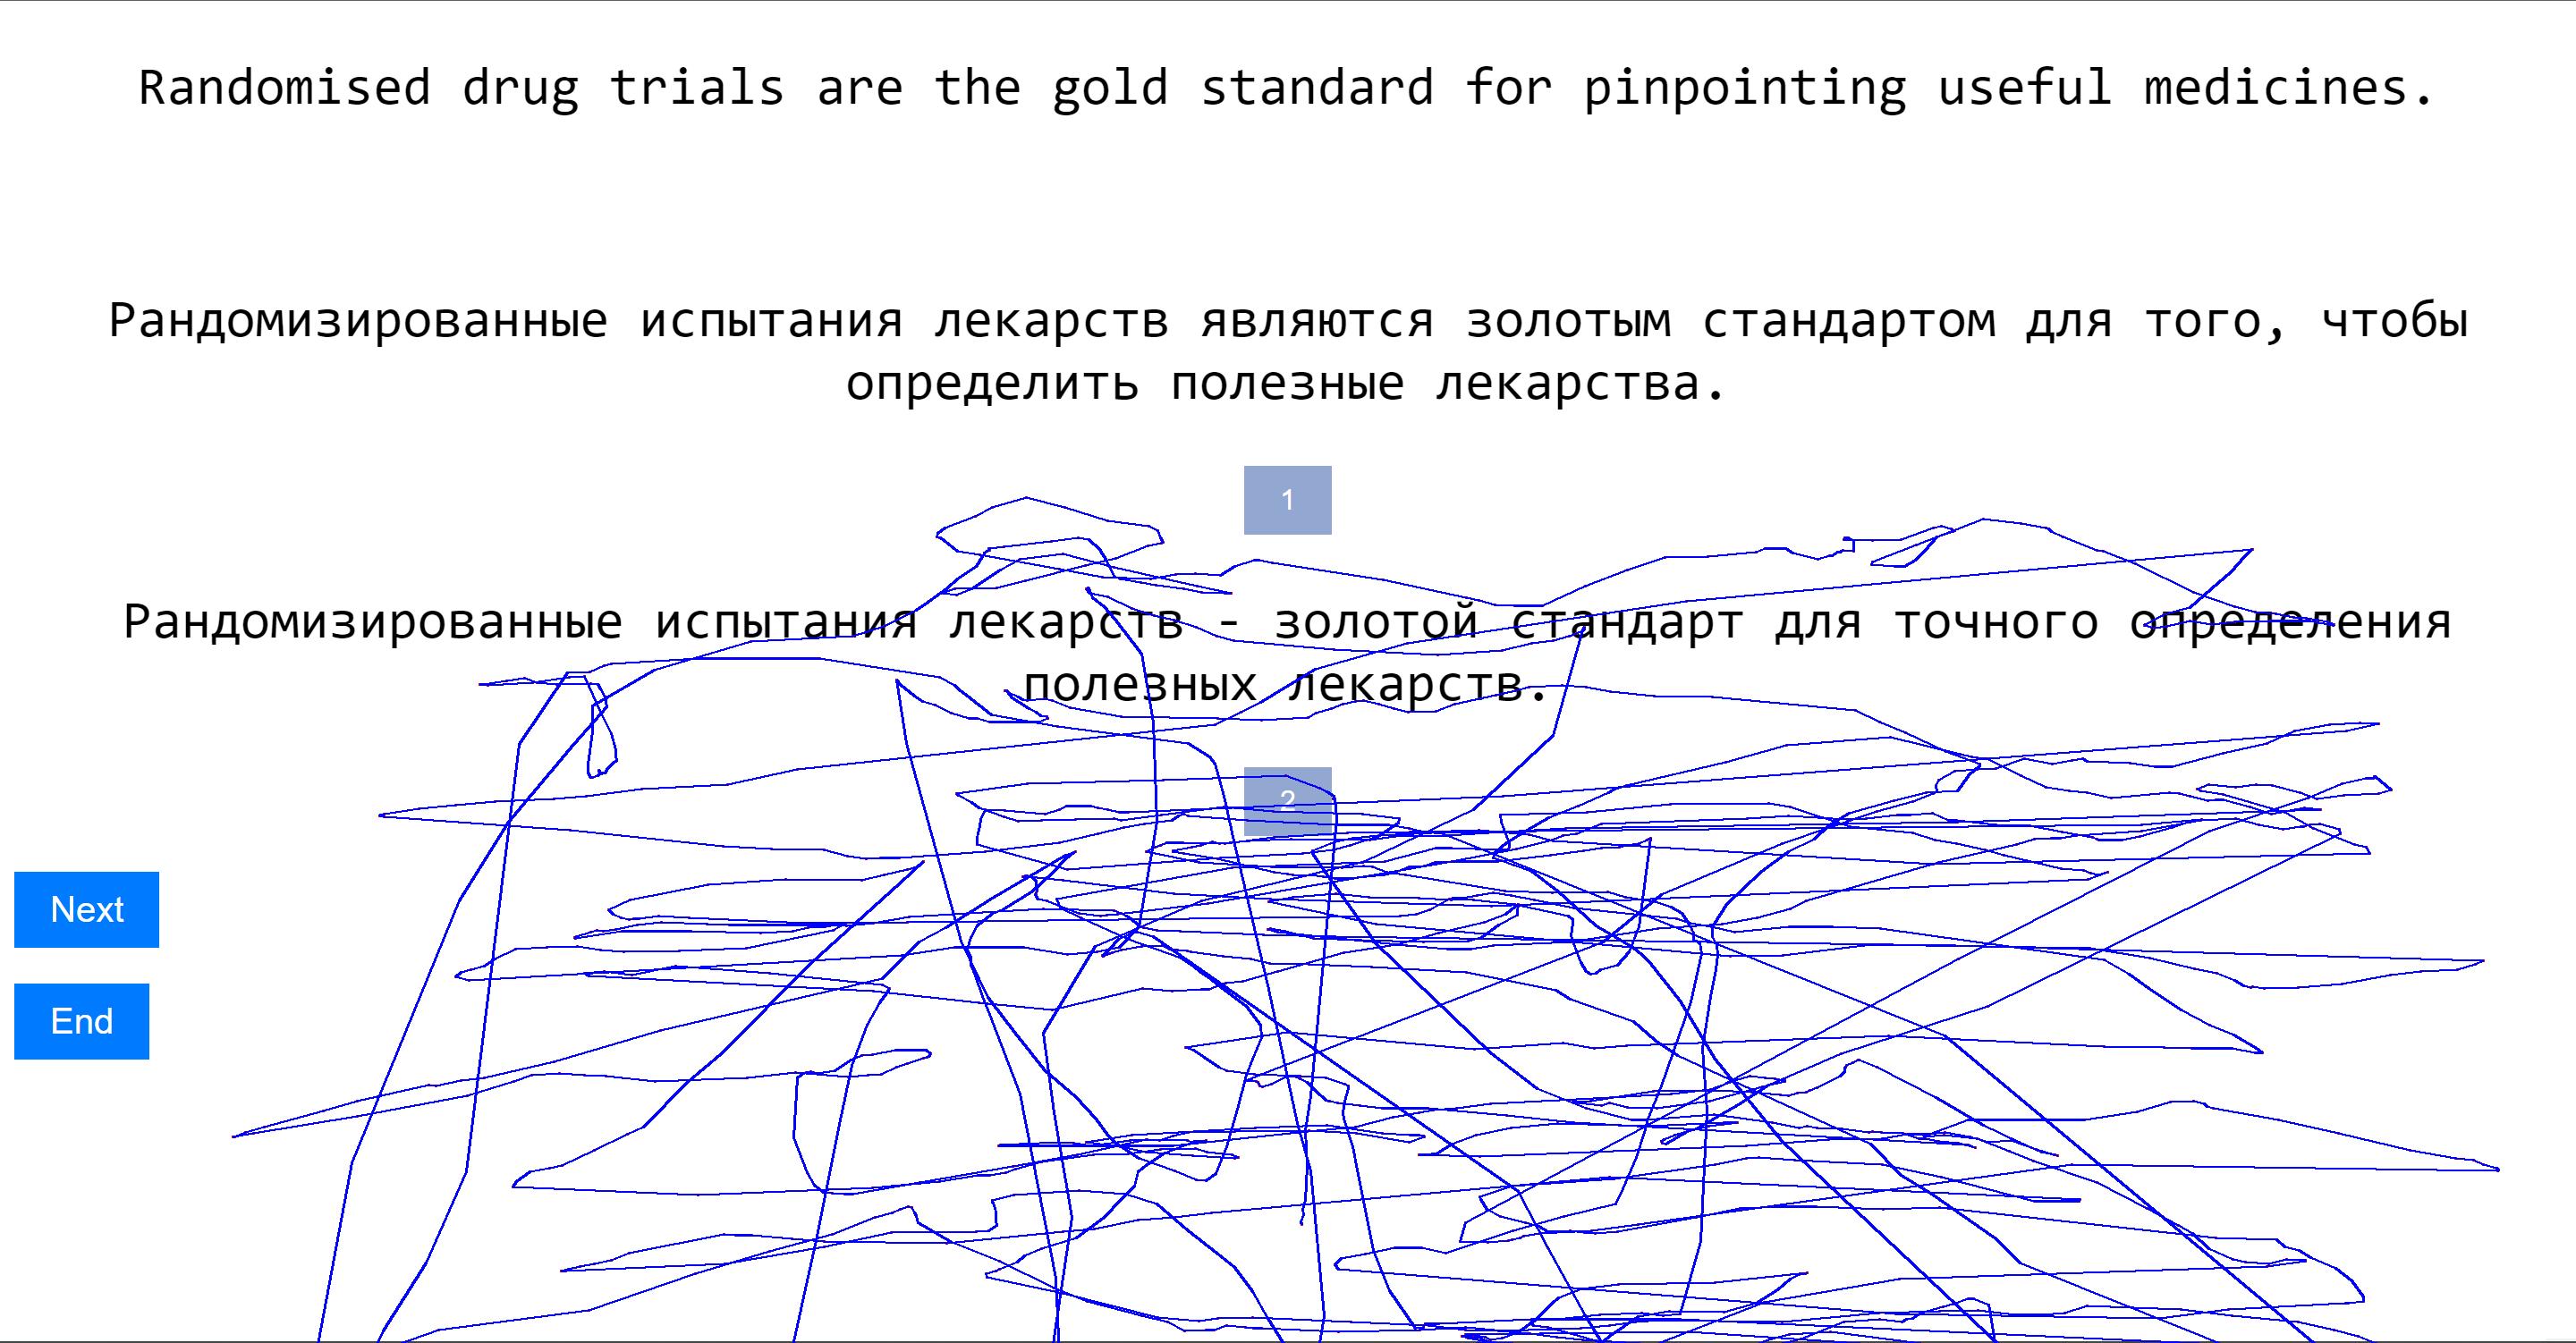 Randomised drug trials are the gold standard for pinpointing useful medicines.
Рандомизированные испытания лекарств являются золотым стандартом для того, чтобы
определить полезные лекарства.
1
Рандомизированные испытания лекарств - золотой стандарт для точного определения
полезных лекарств.
2
Next
End